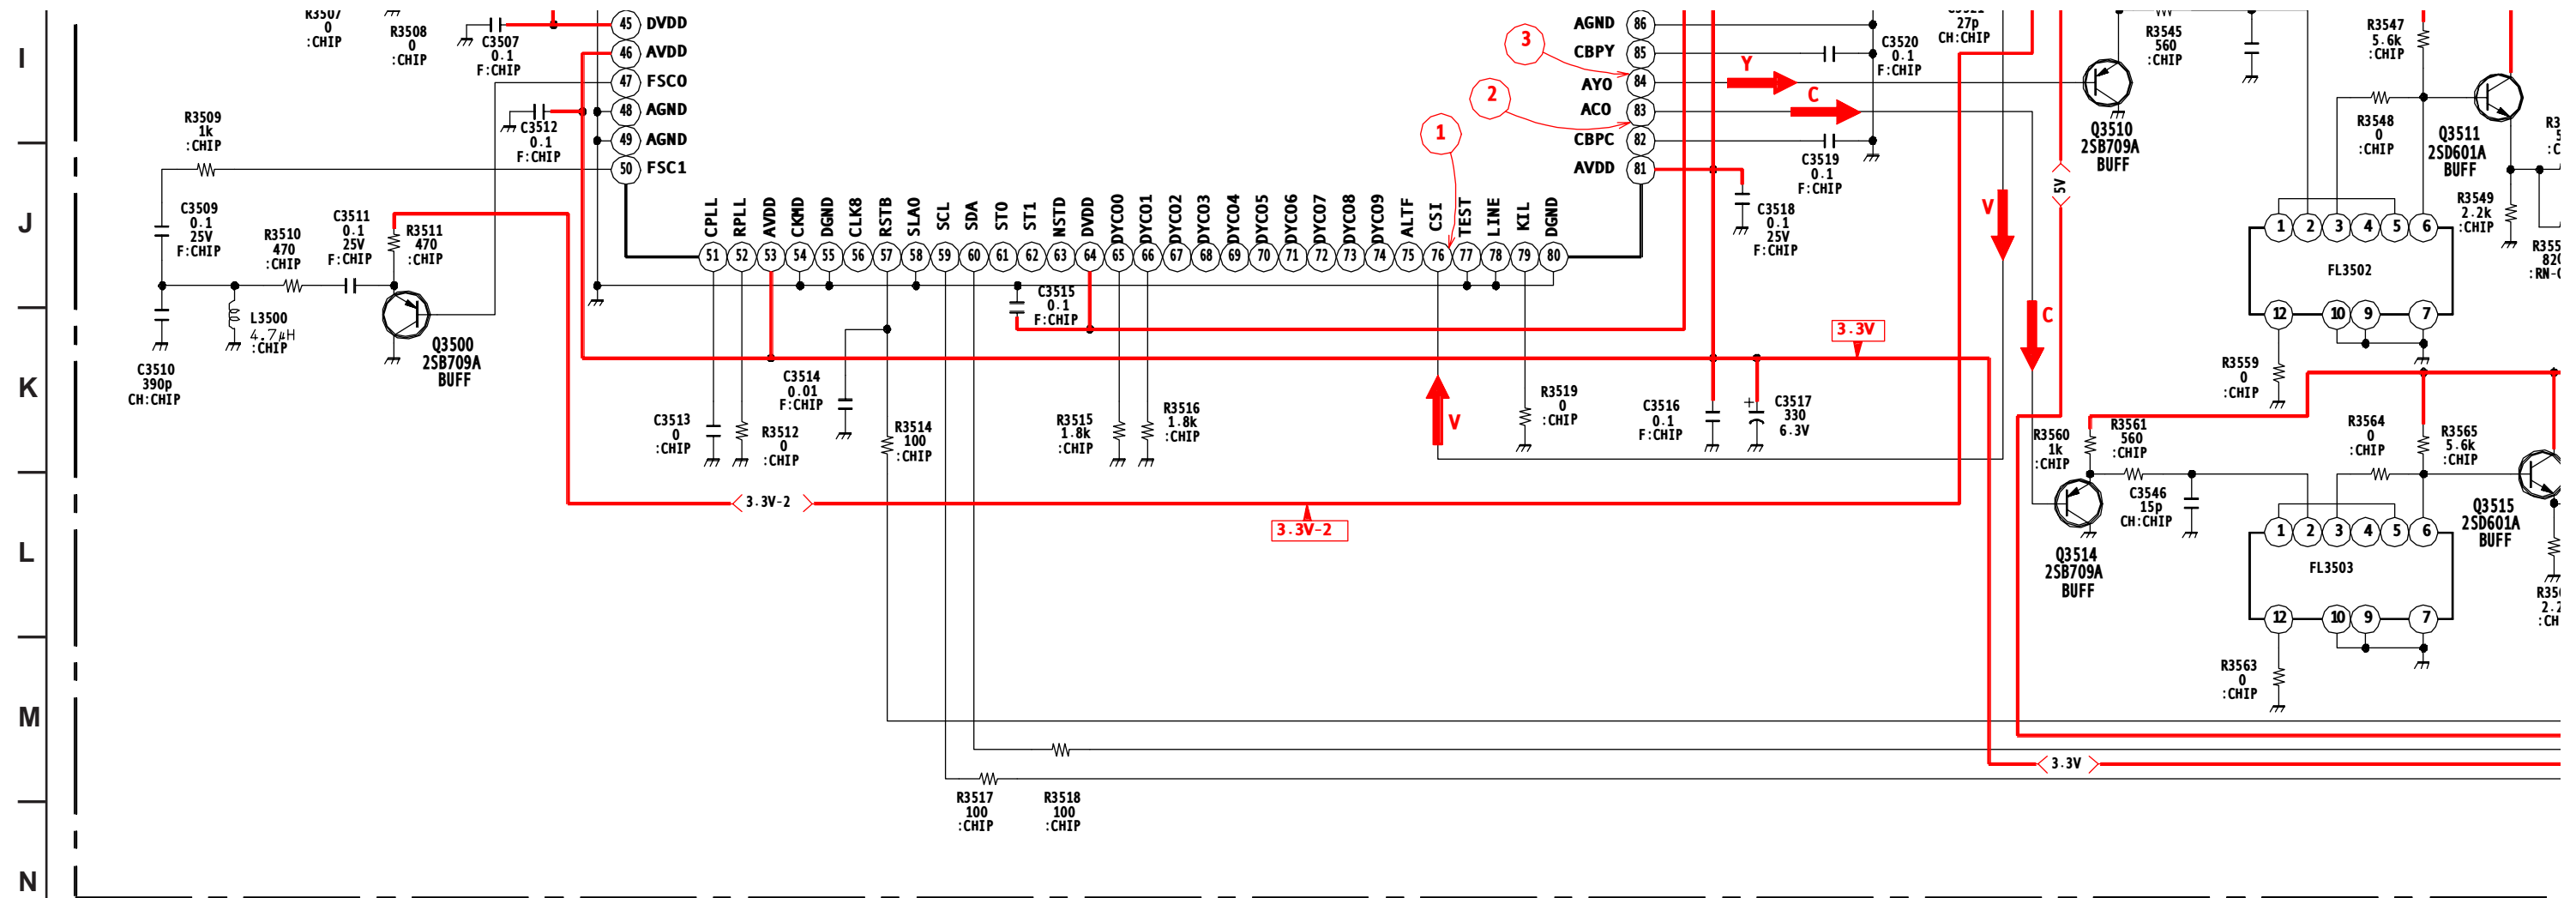 I
J
K
L
M
N
R3507
0
:CHIP
R3508
0
:CHIP
C3507
0.1
F:CHIP
C3512
0.1
F:CHIP
45 DVDD
46 AVDD
47 FSCO
48 AGND
49 AGND
50 FSC1
R3509
1k
:CHIP
C3509
0.1
25V
F:CHIP
R3510
470
:CHIP
C3511
0.1
25V
F:CHIP
R3511
470
:CHIP
L3500
4.7μH
:CHIP
C3510
390p
CH:CHIP
Q3500
2SB709A
BUFF
CPLL
RPLL
AVDD
CKMD
DGND
CLK8
RSTB
SLA0
SCL
SDA
ST0
ST1
NSTD
DVDD
DYCO0
DYCO1
DYCO2
DYCO3
DYCO4
DYCO5
DYCO6
DYCO7
DYCO8
DYCO9
ALTF
CSI
TEST
LINE
KIL
DGND
51 52 53 54 55 56 57 58 59 60 61 62 63 64 65 66 67 68 69 70 71 72 73 74 75 76 77 78 79 80
AGND 86
CBPY 85
AYO 84
ACO 83
CBPC 82
AVDD 81
3
2
1
Y
C
V
C
V
C3520
0.1
F:CHIP
C3519
0.1
F:CHIP
C3518
0.1
25V
F:CHIP
27p
CH:CHIP
5V
C3515
0.1
F:CHIP
C3514
0.01
F:CHIP
C3513
0
:CHIP
R3512
0
:CHIP
R3514
100
:CHIP
R3515
1.8k
:CHIP
R3516
1.8k
:CHIP
R3519
0
:CHIP
C3516
0.1
F:CHIP
+
C3517
330
6.3V
3.3V
3.3V-2
3.3V-2
3.3V
R3517
100
:CHIP
R3518
100
:CHIP
Q3510
2SB709A
BUFF
R3545
560
:CHIP
R3547
5.6k
:CHIP
R3548
0
:CHIP
Q3511
2SD601A
BUFF
R3549
2.2k
:CHIP
R3
5
:C
R355
820
:RN-C
1 2 3 4 5 6
FL3502
12 10 9 7
R3559
0
:CHIP
R3560
1k
:CHIP
R3561
560
:CHIP
C3546
15p
CH:CHIP
Q3514
2SB709A
BUFF
R3564
0
:CHIP
R3565
5.6k
:CHIP
Q3515
2SD601A
BUFF
1 2 3 4 5 6
FL3503
12 10 9 7
R3563
0
:CHIP
R356
2.2
:CH